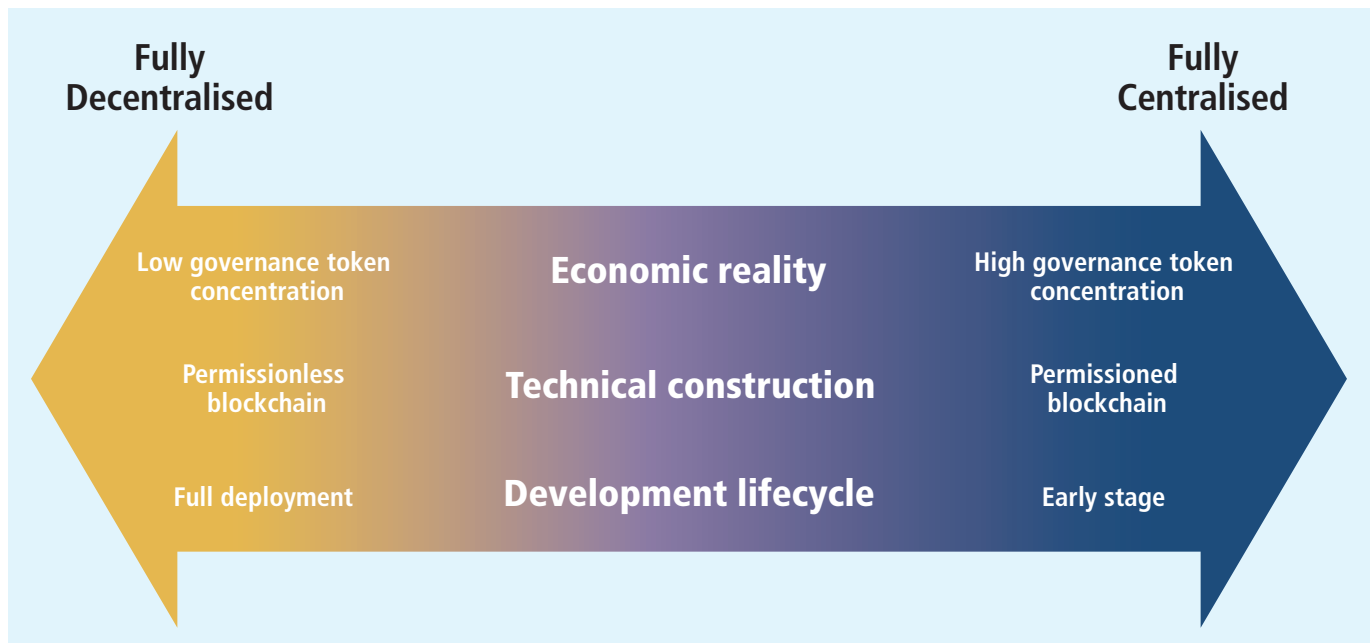 Fully
Decentralised
Fully
Centralised
Low governance token
concentration
Economic reality
High governance token
concentration
Permissionless
blockchain
Technical construction
Permissioned
blockchain
Full deployment
Development lifecycle
Early stage